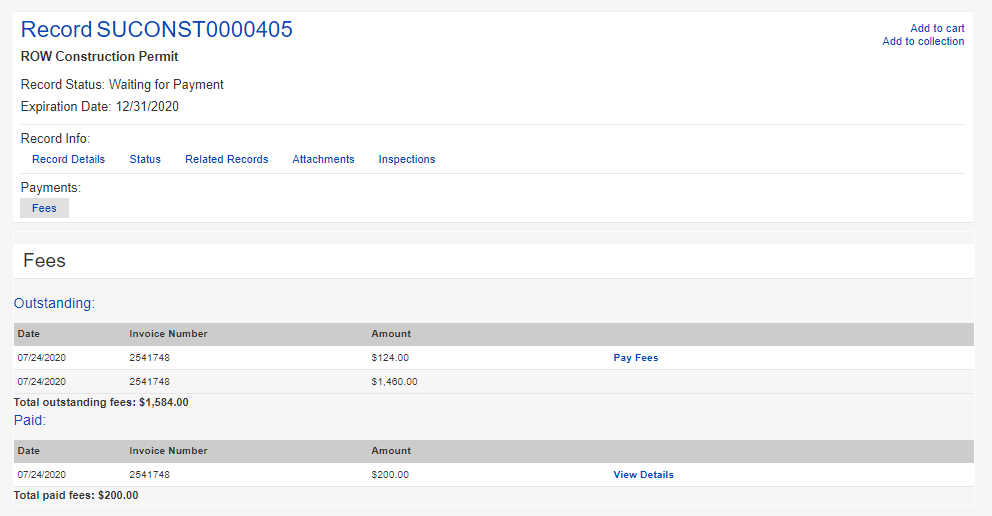 Record SUCONST0000405
Add to cart
Add to collection
ROW Construction Permit
Record Status: Waiting for Payment
Expiration Date: 12/31/2020
Record Info:
Record Details Status Related Records Attachments Inspections
Payments:
Fees
Fees
Outstanding:
Date Invoice Number Amount
07/24/2020 2541748 $124.00 Pay Fees
07/24/2020 2541748 $1,460.00
Total outstanding fees: $1,584.00
Paid:
Date Invoice Number Amount
07/24/2020 2541748 $200.00 View Details
Total paid fees: $200.00